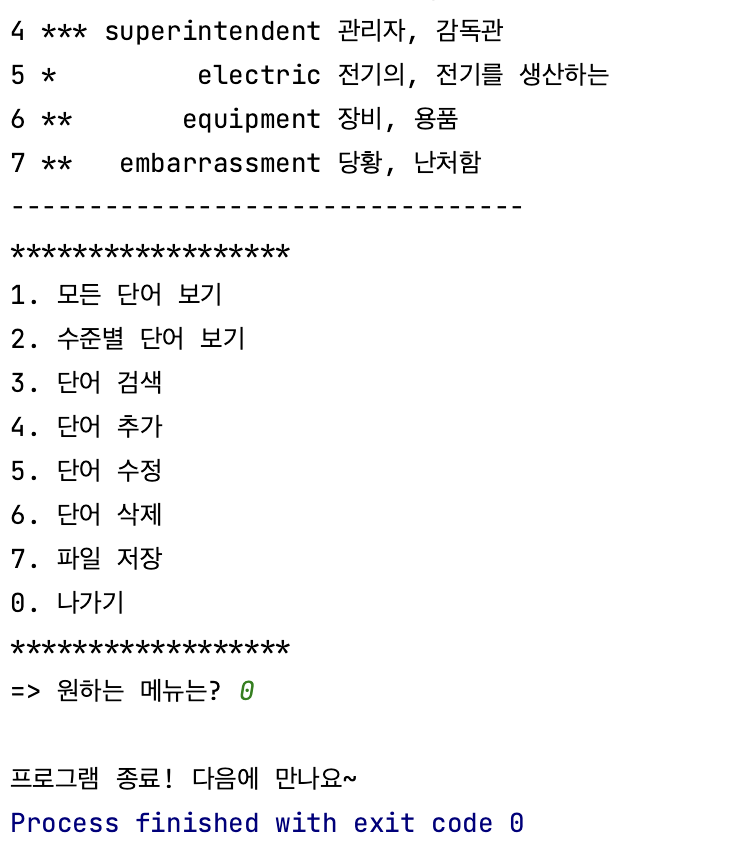 4 *** superintendent 관리자, 감독관
5 *         electric 전기의, 전기를 생산하는
6 **       equipment 장비, 용품
7 **   embarrassment 당황, 난처함
---------------------------------
******************
1. 모든 단어 보기
2. 수준별 단어 보기
3. 단어 검색
4. 단어 추가
5. 단어 수정
6. 단어 삭제
7. 파일 저장
0. 나가기
******************
=> 원하는 메뉴는? 0
프로그램 종료! 다음에 만나요~
Process finished with exit code 0